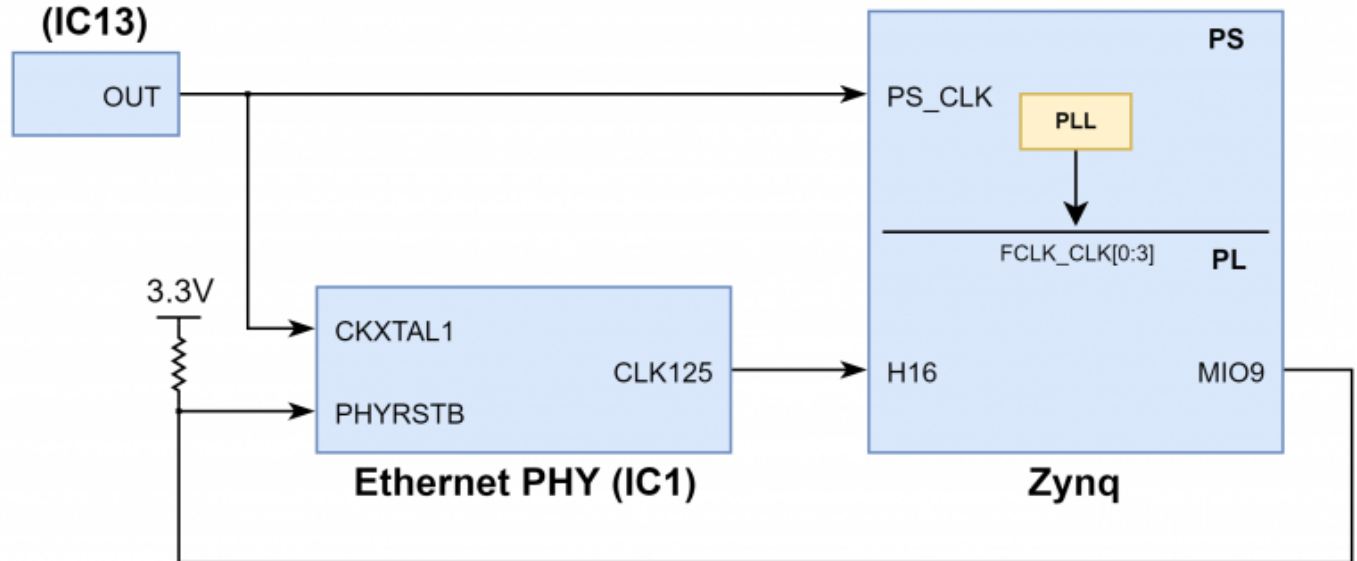 (IC13)
OUT
PS
PS_CLK
PLL
FCLK_CLK[0:3]
PL
3.3V
CKXTAL1
CLK125
PHYRSTB
H16
MIO9
Ethernet PHY (IC1)
Zynq